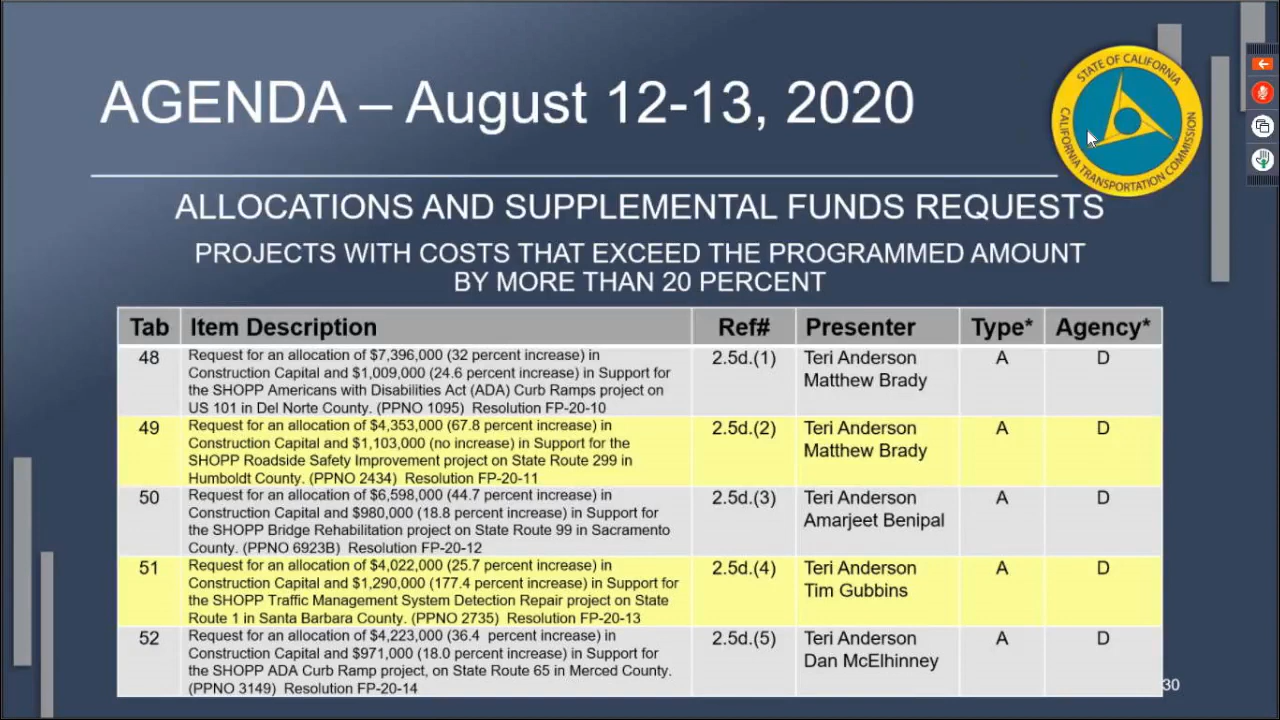 AGENDA – August 12-13, 2020
STATE OF CALIFORNIA
CALIFORNIA TRANSPORTATION COMMISSION
ALLOCATIONS AND SUPPLEMENTAL FUNDS REQUESTS
PROJECTS WITH COSTS THAT EXCEED THE PROGRAMMED AMOUNT
BY MORE THAN 20 PERCENT
Tab Item Description Ref# Presenter Type* Agency*
48 Request for an allocation of $7,396,000 (32 percent increase) in 2.5d.(1) Teri Anderson A D
Construction Capital and $1,009,000 (24.6 percent increase) in Support for Matthew Brady
the SHOPP Americans with Disabilities Act (ADA) Curb Ramps project on
US 101 in Del Norte County. (PPNO 1095) Resolution FP-20-10
49 Request for an allocation of $4,353,000 (67.8 percent increase) in 2.5d.(2) Teri Anderson A D
Construction Capital and $1,103,000 (no increase) in Support for the Matthew Brady
SHOPP Roadside Safety Improvement project on State Route 299 in
Humboldt County. (PPNO 2434) Resolution FP-20-11
50 Request for an allocation of $6,598,000 (44.7 percent increase) in 2.5d.(3) Teri Anderson A D
Construction Capital and $980,000 (18.8 percent increase) in Support for Amarjeet Benipal
the SHOPP Bridge Rehabilitation project on State Route 99 in Sacramento
County. (PPNO 6923B) Resolution FP-20-12
51 Request for an allocation of $4,022,000 (25.7 percent increase) in 2.5d.(4) Teri Anderson A D
Construction Capital and $1,290,000 (177.4 percent increase) in Support for Tim Gubbins
the SHOPP Traffic Management System Detection Repair project on State
Route 1 in Santa Barbara County. (PPNO 2735) Resolution FP-20-13
52 Request for an allocation of $4,223,000 (36.4 percent increase) in 2.5d.(5) Teri Anderson A D
Construction Capital and $971,000 (18.0 percent increase) in Support for Dan McElhinney
the SHOPP ADA Curb Ramp project, on State Route 65 in Merced County.
(PPNO 3149) Resolution FP-20-14
30